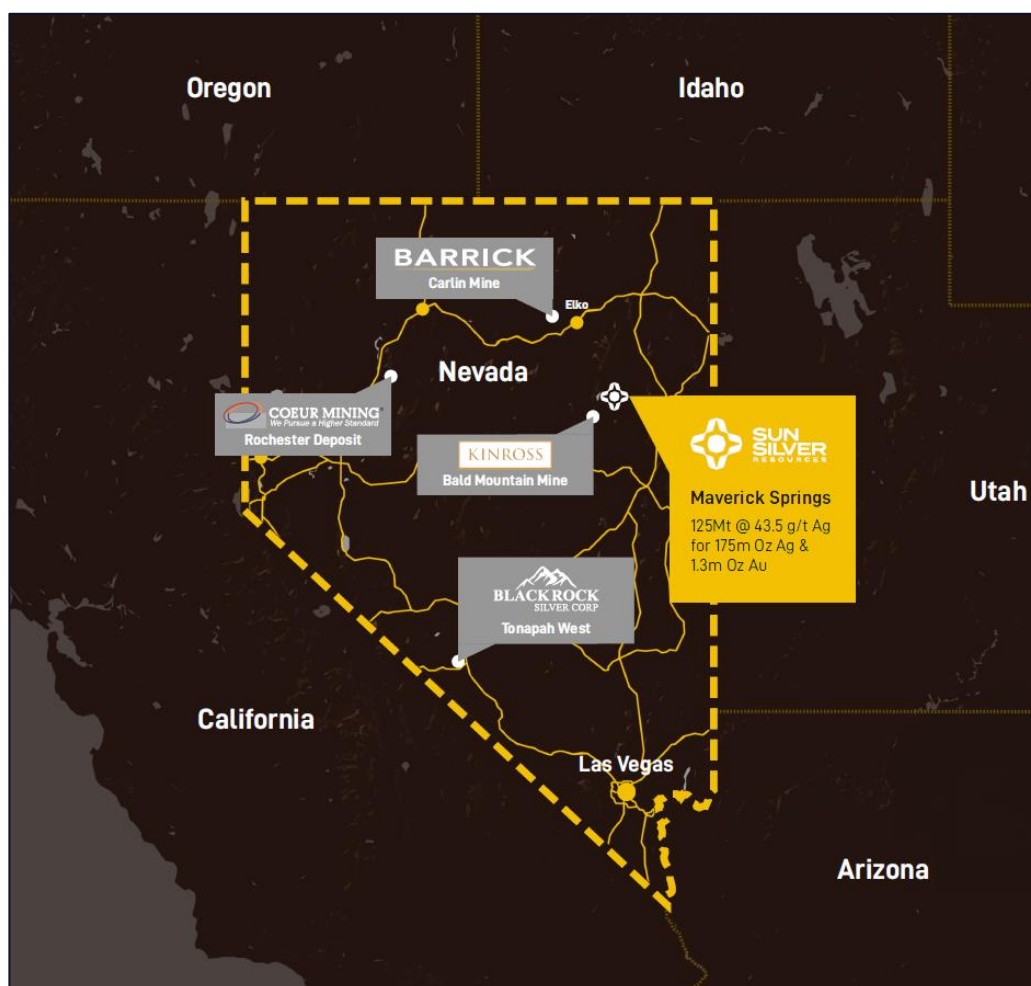 Oregon
Idaho
BARRICK
Carlin Mine
Elko
Nevada
COEUR MINING
We Pursue a Higher Standard
Rochester Deposit
KINROSS
Bald Mountain Mine
SUN
SILVER
RESOURCES
Maverick Springs
125Mt @ 43.5 g/t Ag
for 175m Oz Ag &
1.3m Oz Au
Utah
BLACKROCK
SILVER CORP
Tonapah West
California
Las Vegas
Arizona